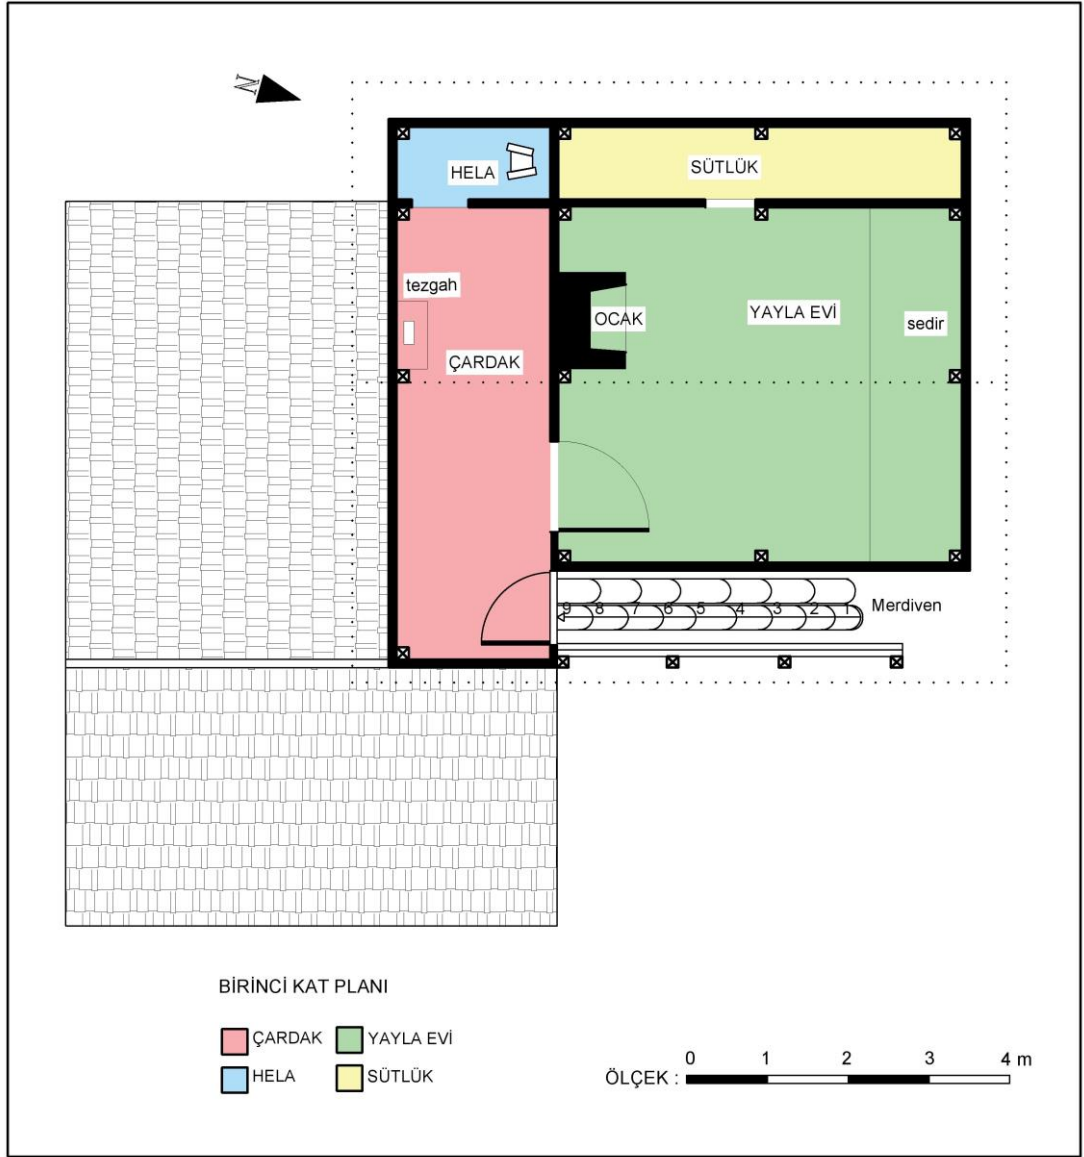 N
HELA
SÜTLÜK
tezgah
OCAK
YAYLA EVİ
sedir
ÇARDAK
9 8 7 6 5 4 3 2 1
Merdiven
BİRİNCİ KAT PLANI
ÇARDAK
YAYLA EVİ
HELA
SÜTLÜK
0 1 2 3 4 m
ÖLÇEK :